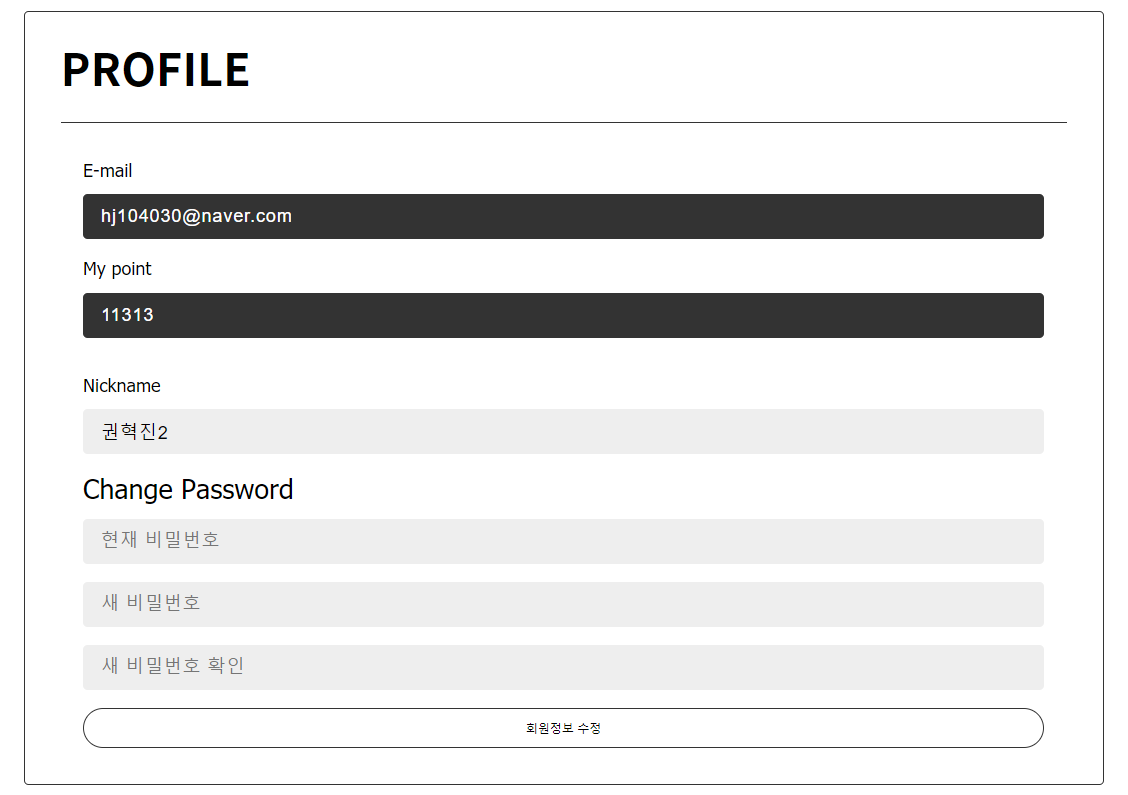 PROFILE
E-mail
hj104030@naver.com
My point
11313
Nickname
권혁진2
Change Password
현재 비밀번호
새 비밀번호
새 비밀번호 확인
회원정보 수정